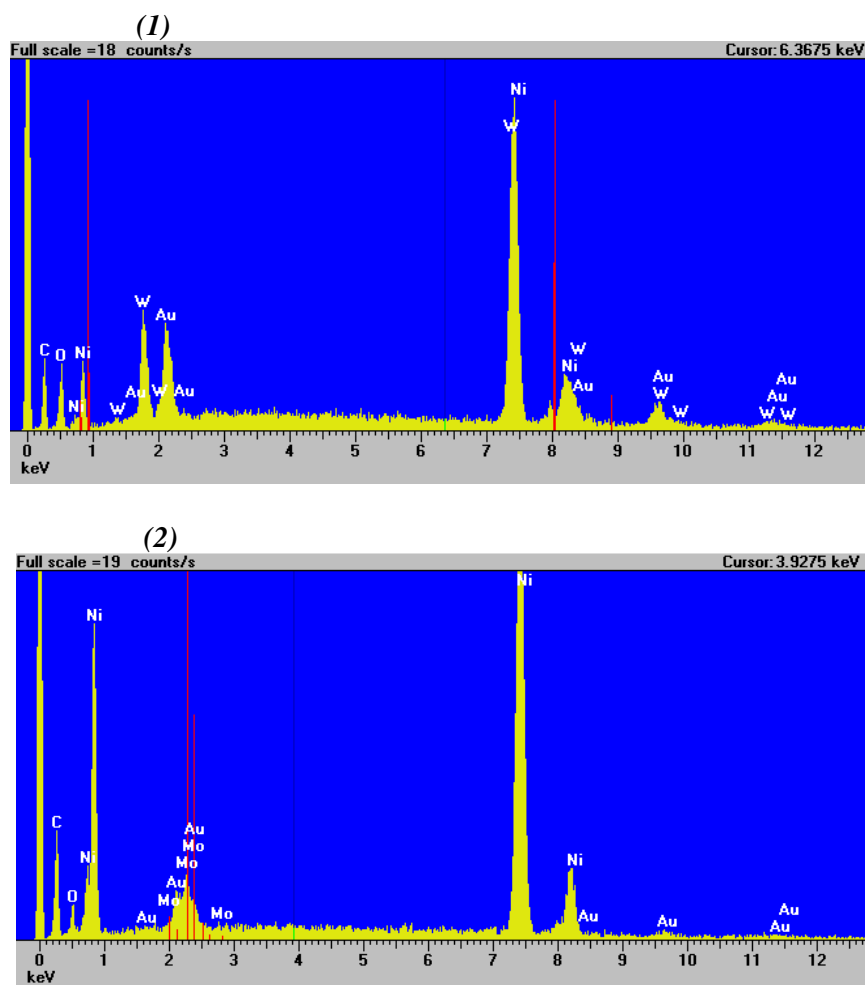 (1)
Full scale =18 counts/s Cursor: 6.3675 keV
Ni
W
W
Au
C O Ni
W
Ni
Au W Au
Au
Au
W
Au
Ni
W
W
Au
W W
0 1 2 3 4 5 6 7 8 9 10 11 12
keV
(2)
Full scale =19 counts/s Cursor: 3.9275 keV
Ni
Ni
C
Au
Mo
Ni
Mo
Ni
Au
O
Mo
Au
Mo
Au
Au
Au
Au
0 1 2 3 4 5 6 7 8 9 10 11 12
keV